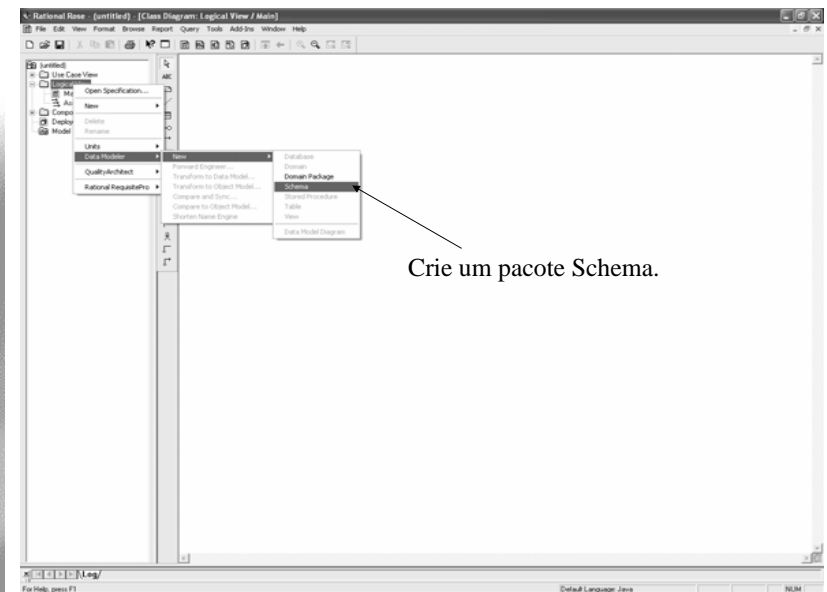 Rational Rose - (untitled) - [Class Diagram: Logical View / Main]
File Edit View Format Browse Report Query Tools Add-Ins Window Help
(untitled)
Use Case View
Open Specification...
New
Delete
Rename
Units
Data Modeler
QualityArchitect
Rational RequisitePro
ABC
New
Forward Engineer...
Transform to Data Model...
Transform to Object Model...
Compare and Sync...
Compare to Object Model...
Shorten Name Engine
Database
Domain
Domain Package
Schema
Stored Procedure
Table
View
Data Model Diagram
Crie um pacote Schema.
For Help, press F1
Default Language: Java
NUM